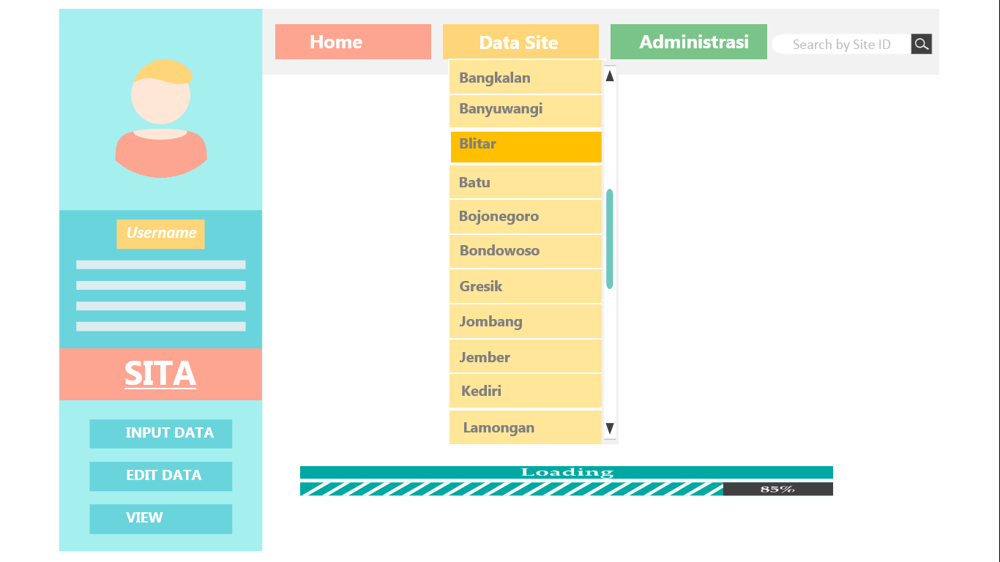 Home
Data Site
Administrasi
Search by Site ID
Bangkalan
Banyuwangi
Blitar
Batu
Bojonegoro
Bondowoso
Gresik
Jombang
Jember
Kediri
Lamongan
Username
SITA
INPUT DATA
EDIT DATA
VIEW
Loading
85%